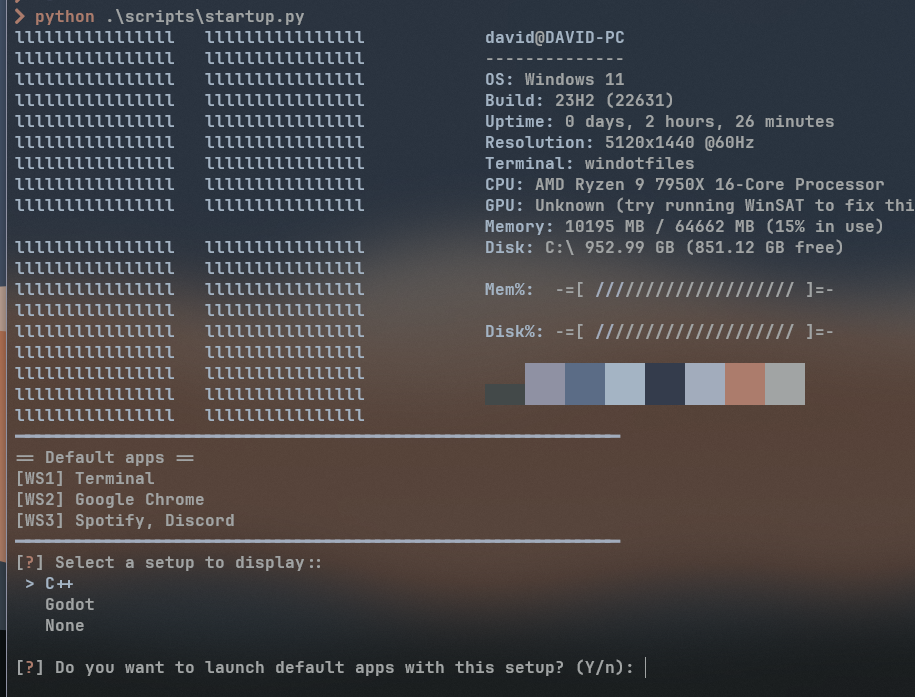 > python .\scripts\startup.py
llllllllllllllll   llllllllllllllll            david@DAVID-PC
llllllllllllllll   llllllllllllllll            --------------
llllllllllllllll   llllllllllllllll            OS: Windows 11
llllllllllllllll   llllllllllllllll            Build: 23H2 (22631)
llllllllllllllll   llllllllllllllll            Uptime: 0 days, 2 hours, 26 minutes
llllllllllllllll   llllllllllllllll            Resolution: 5120x1440 @60Hz
llllllllllllllll   llllllllllllllll            Terminal: windotfiles
llllllllllllllll   llllllllllllllll            CPU: AMD Ryzen 9 7950X 16-Core Processor
llllllllllllllll   llllllllllllllll            GPU: Unknown (try running WinSAT to fix thi
Memory: 10195 MB / 64662 MB (15% in use)
llllllllllllllll   llllllllllllllll            Disk: C:\ 952.99 GB (851.12 GB free)
llllllllllllllll   llllllllllllllll
llllllllllllllll   llllllllllllllll            Mem%:  -=[ //////////////////// ]=-
llllllllllllllll   llllllllllllllll
llllllllllllllll   llllllllllllllll            Disk%: -=[ //////////////////// ]=-
llllllllllllllll   llllllllllllllll
llllllllllllllll   llllllllllllllll
llllllllllllllll   llllllllllllllll
llllllllllllllll   llllllllllllllll
== Default apps ==
[WS1] Terminal
[WS2] Google Chrome
[WS3] Spotify, Discord
[?] Select a setup to display::
> C++
Godot
None
[?] Do you want to launch default apps with this setup? (Y/n):